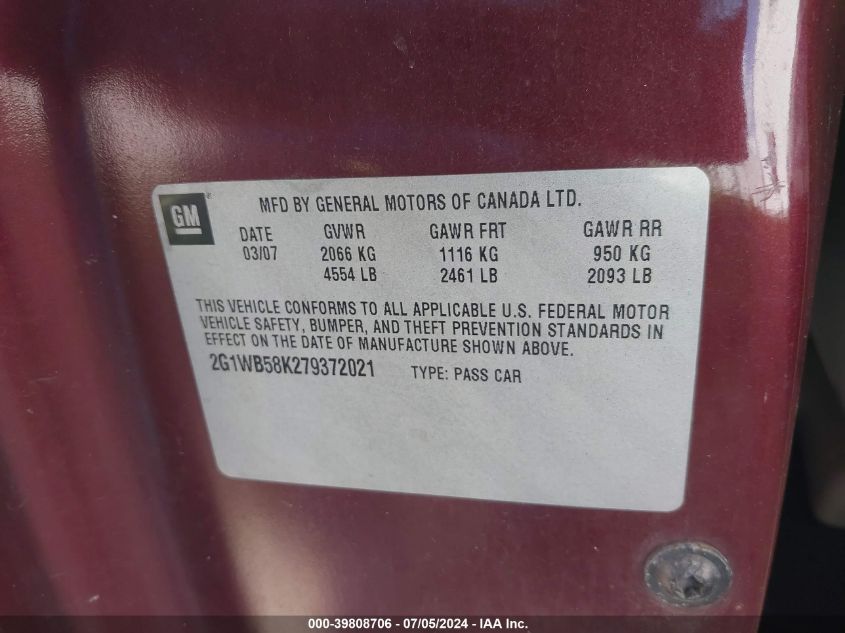 GM
MFD BY GENERAL MOTORS OF CANADA LTD.
DATE GVWR GAWR FRT GAWR RR
03/07 2066 KG 1116 KG 950 KG
4554 LB 2461 LB 2093 LB
THIS VEHICLE CONFORMS TO ALL APPLICABLE U.S. FEDERAL MOTOR
VEHICLE SAFETY, BUMPER, AND THEFT PREVENTION STANDARDS IN
EFFECT ON THE DATE OF MANUFACTURE SHOWN ABOVE.
2G1WB58K279372021 TYPE: PASS CAR
000-39808706 - 07/05/2024 - IAA Inc.